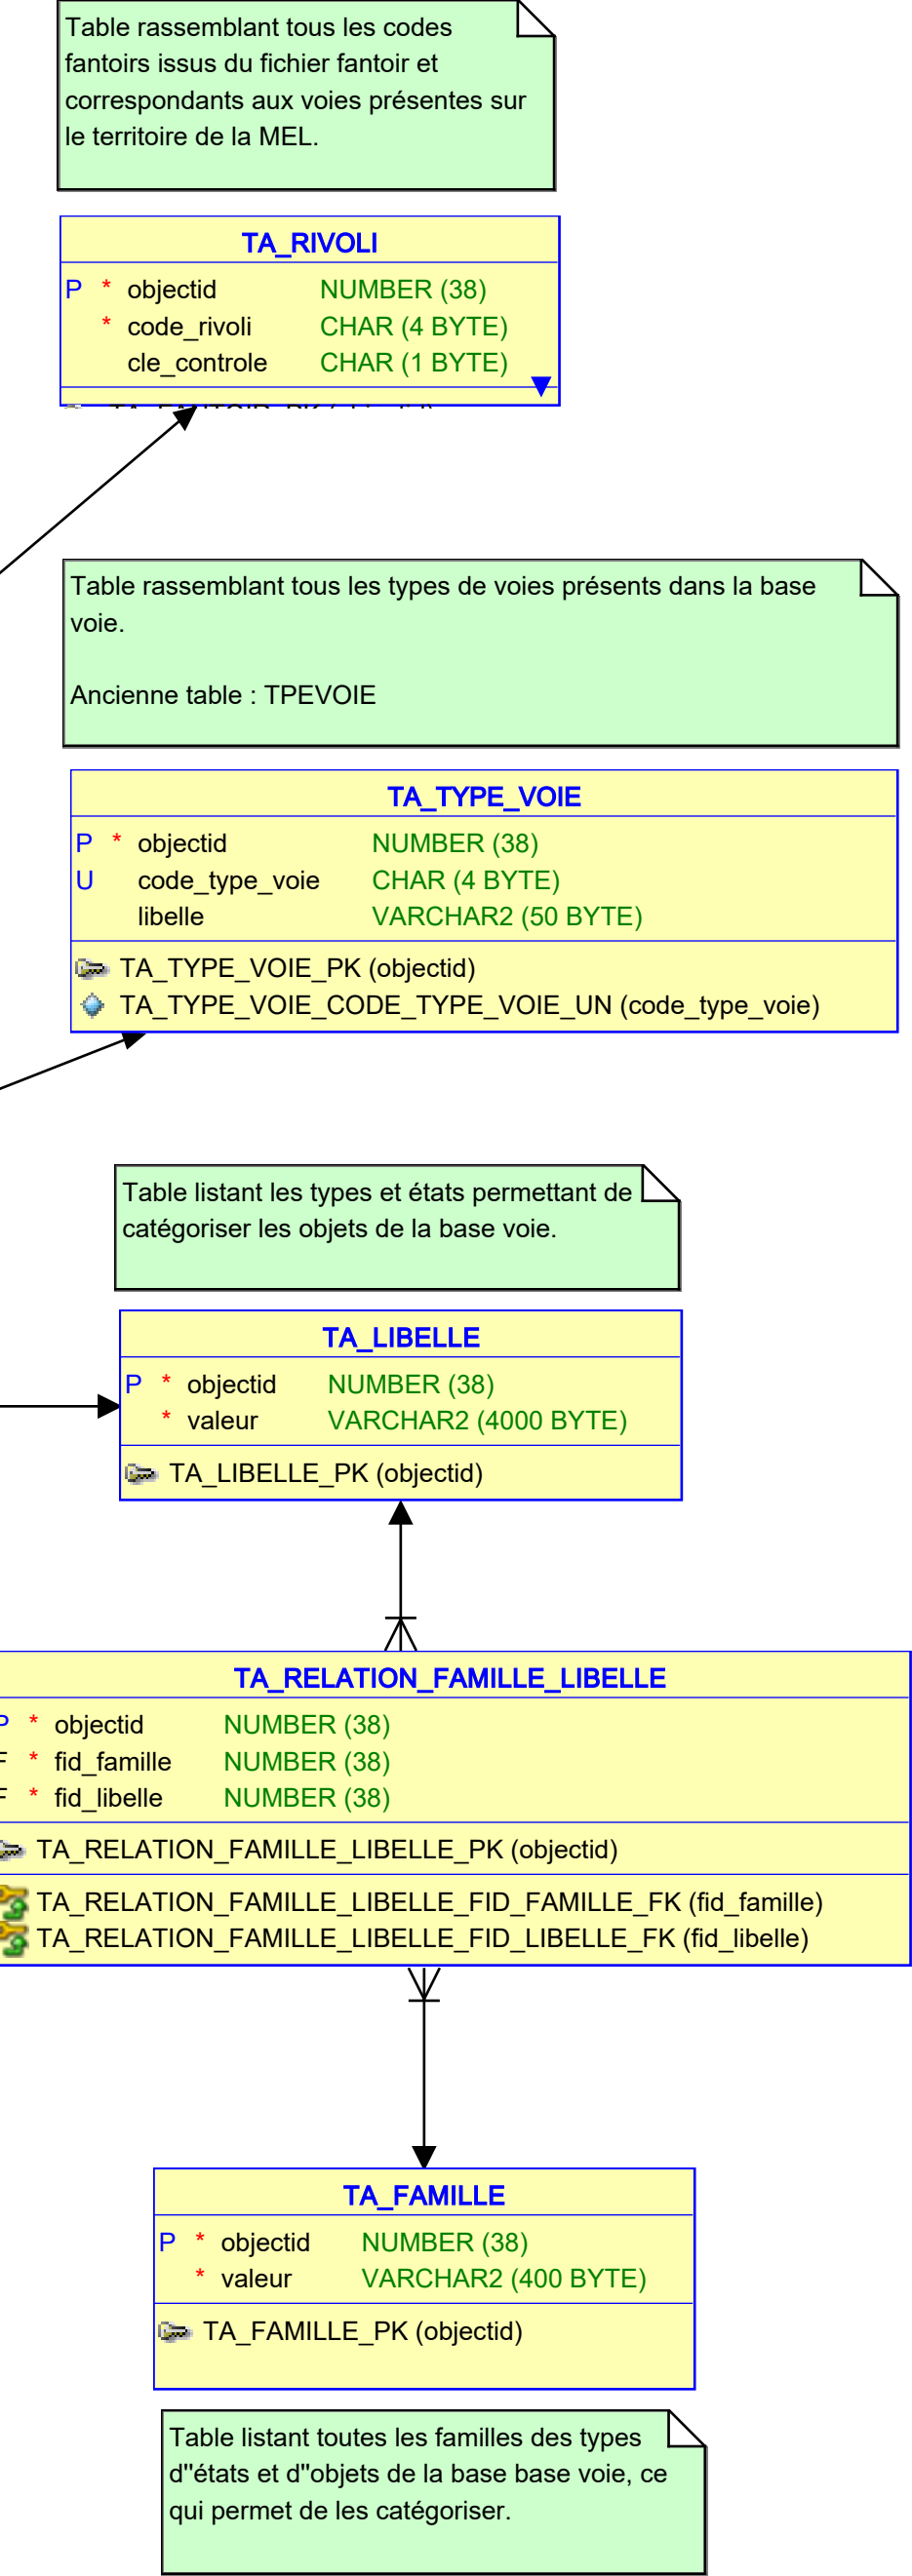 Table rassemblant tous les codes
fantoirs issus du fichier fantoir et
correspondants aux voies présentes sur
le territoire de la MEL.
TA_RIVOLI
P * objectid NUMBER (38)
* code_rivoli CHAR (4 BYTE)
cle_controle CHAR (1 BYTE)
Table rassemblant tous les types de voies présents dans la base
voie.
Ancienne table : TPEVOIE
TA_TYPE_VOIE
P * objectid NUMBER (38)
U code_type_voie CHAR (4 BYTE)
libelle VARCHAR2 (50 BYTE)
TA_TYPE_VOIE_PK (objectid)
TA_TYPE_VOIE_CODE_TYPE_VOIE_UN (code_type_voie)
Table listant les types et états permettant de
catégoriser les objets de la base voie.
TA_LIBELLE
P * objectid NUMBER (38)
* valeur VARCHAR2 (4000 BYTE)
TA_LIBELLE_PK (objectid)
TA_RELATION_FAMILLE_LIBELLE
P * objectid NUMBER (38)
F * fid_famille NUMBER (38)
F * fid_libelle NUMBER (38)
TA_RELATION_FAMILLE_LIBELLE_PK (objectid)
TA_RELATION_FAMILLE_LIBELLE_FID_FAMILLE_FK (fid_famille)
TA_RELATION_FAMILLE_LIBELLE_FID_LIBELLE_FK (fid_libelle)
TA_FAMILLE
P * objectid NUMBER (38)
* valeur VARCHAR2 (400 BYTE)
TA_FAMILLE_PK (objectid)
Table listant toutes les familles des types
d''états et d''objets de la base base voie, ce
qui permet de les catégoriser.